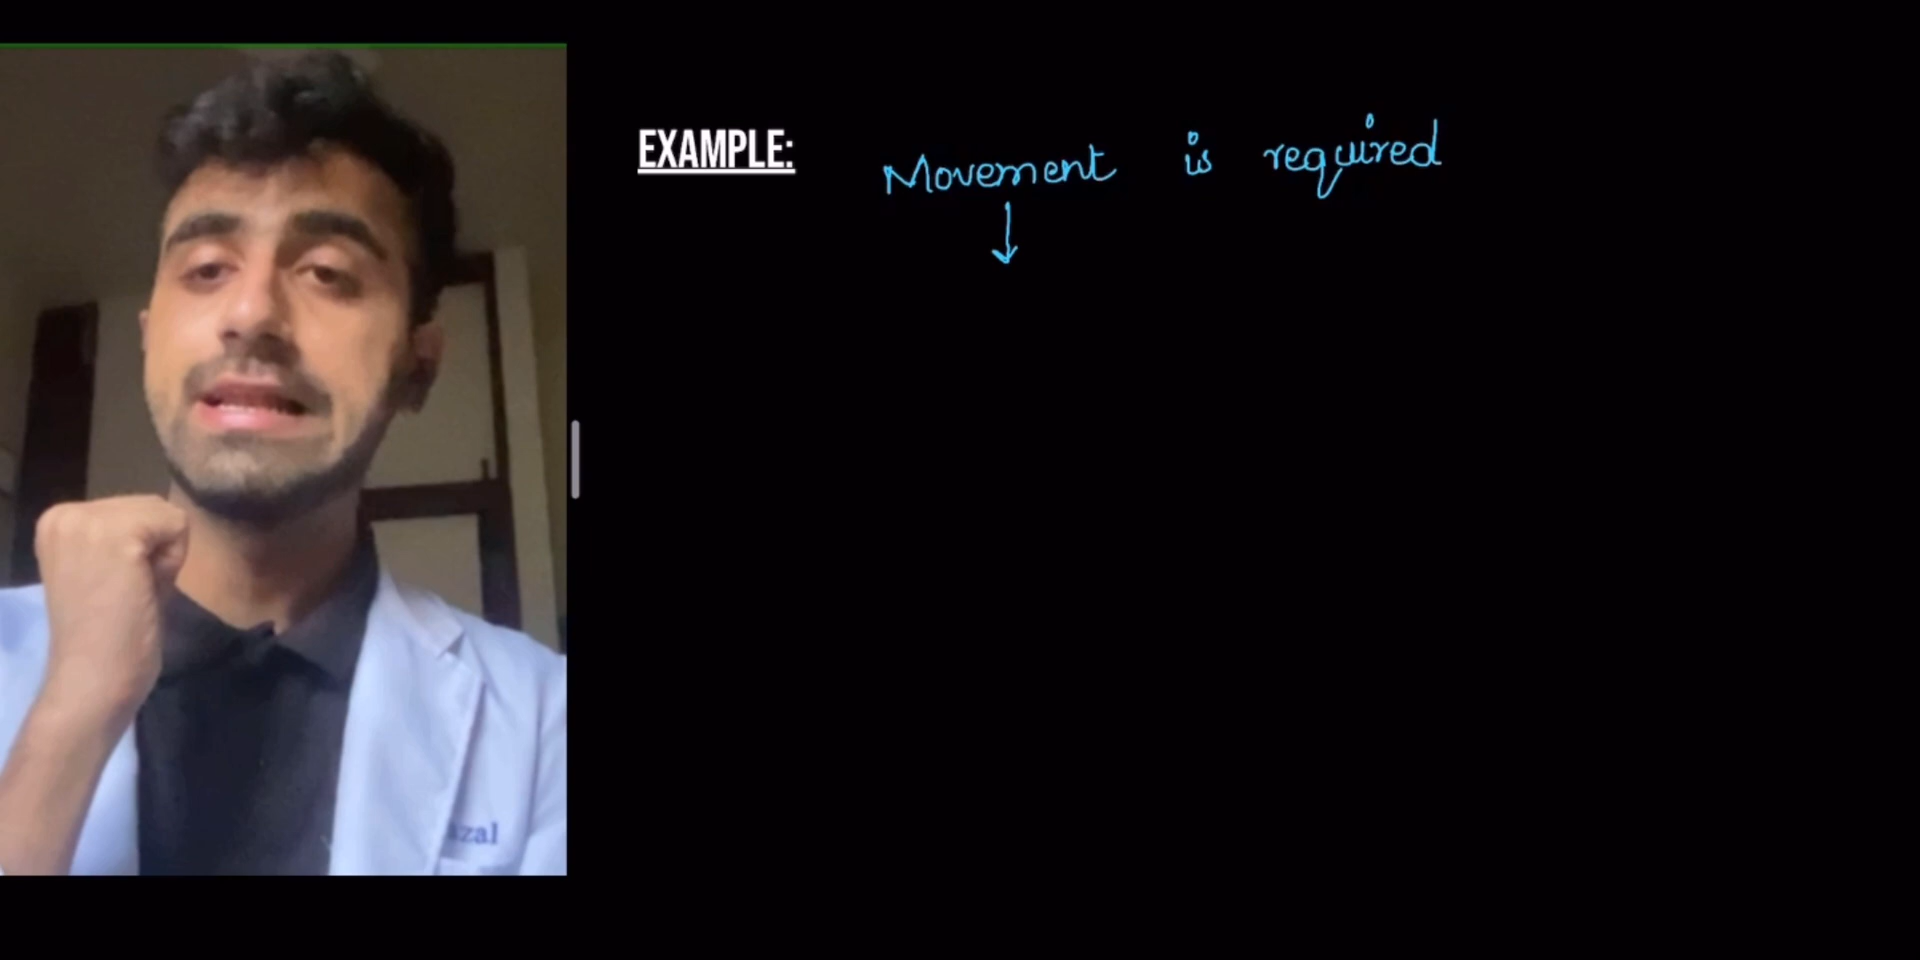 EXAMPLE: Movement is required
↓